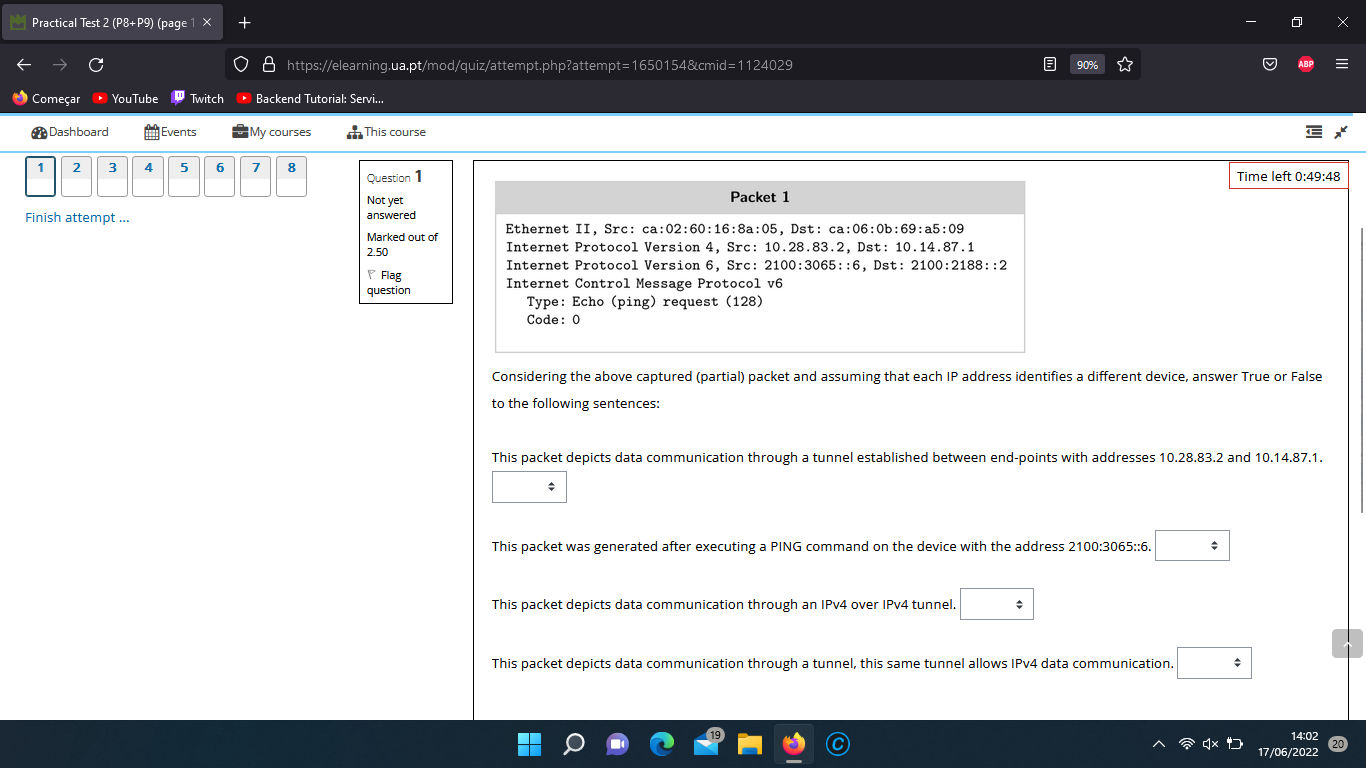 Practical Test 2 (P8+P9) (page 1
https://elearning.ua.pt/mod/quiz/attempt.php?attempt=1650154&cmid=1124029
90%
ABP
Começar
YouTube
Twitch
Backend Tutorial: Servi...
Dashboard
Events
My courses
This course
1 2 3 4 5 6 7 8
Finish attempt ...
Question 1
Not yet
answered
Marked out of
2.50
Flag
question
Time left 0:49:48
Packet 1
Ethernet II, Src: ca:02:60:16:8a:05, Dst: ca:06:0b:69:a5:09
Internet Protocol Version 4, Src: 10.28.83.2, Dst: 10.14.87.1
Internet Protocol Version 6, Src: 2100:3065::6, Dst: 2100:2188::2
Internet Control Message Protocol v6
Type: Echo (ping) request (128)
Code: 0
Considering the above captured (partial) packet and assuming that each IP address identifies a different device, answer True or False
to the following sentences:
This packet depicts data communication through a tunnel established between end-points with addresses 10.28.83.2 and 10.14.87.1.
This packet was generated after executing a PING command on the device with the address 2100:3065::6.
This packet depicts data communication through an IPv4 over IPv4 tunnel.
This packet depicts data communication through a tunnel, this same tunnel allows IPv4 data communication.
19
14:02
17/06/2022
20